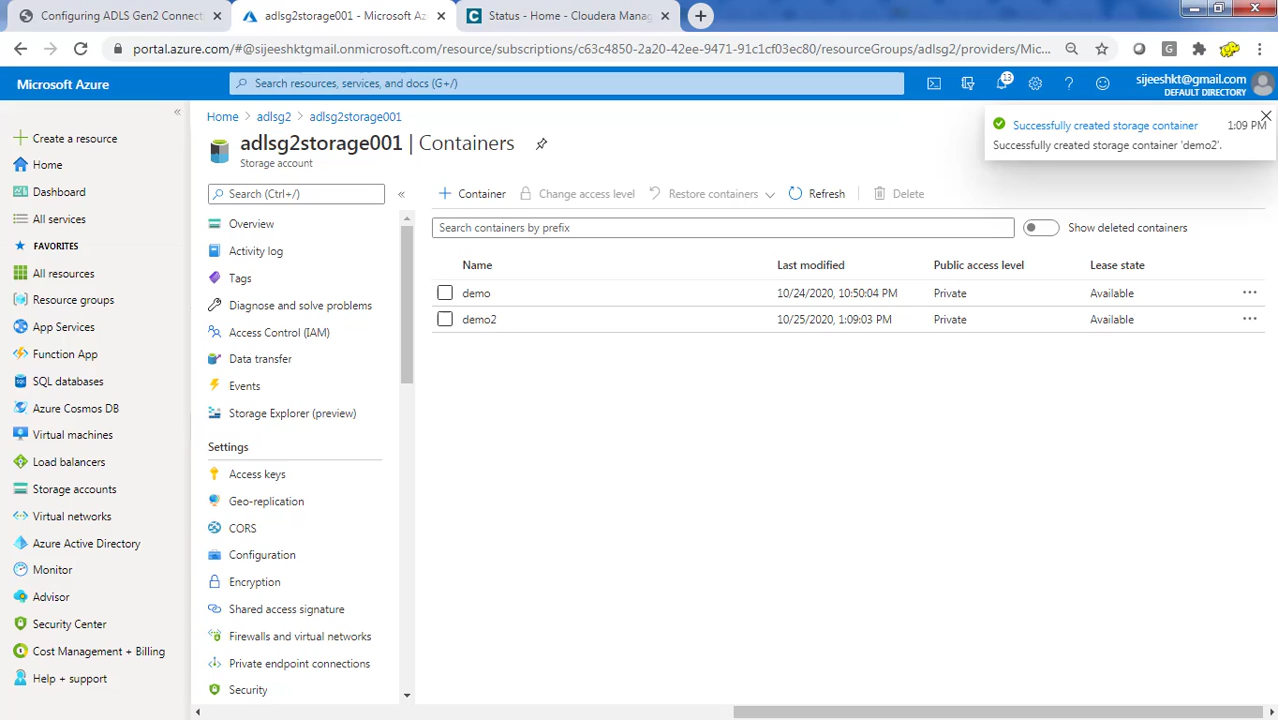 Configuring ADLS Gen2 Connect
adlsg2storage001 - Microsoft Az
Status - Home - Cloudera Manag
portal.azure.com/#@sijeeshktgmail.onmicrosoft.com/resource/subscriptions/c63c4850-2a20-42ee-9471-91c1cf03ec80/resourceGroups/adlsg2/providers/Mic...
Microsoft Azure
Search resources, services, and docs (G+/)
13
sijeeshkt@gmail.com
DEFAULT DIRECTORY
Create a resource
Home
Dashboard
All services
FAVORITES
All resources
Resource groups
App Services
Function App
SQL databases
Azure Cosmos DB
Virtual machines
Load balancers
Storage accounts
Virtual networks
Azure Active Directory
Monitor
Advisor
Security Center
Cost Management + Billing
Help + support
Home > adlsg2 > adlsg2storage001
adlsg2storage001 | Containers
Storage account
Successfully created storage container 1:09 PM
Successfully created storage container 'demo2'.
Search (Ctrl+/)
Overview
Activity log
Tags
Diagnose and solve problems
Access Control (IAM)
Data transfer
Events
Storage Explorer (preview)
Settings
Access keys
Geo-replication
CORS
Configuration
Encryption
Shared access signature
Firewalls and virtual networks
Private endpoint connections
Security
Container Change access level Restore containers Refresh Delete
Search containers by prefix
Show deleted containers
Name Last modified Public access level Lease state
demo 10/24/2020, 10:50:04 PM Private Available
demo2 10/25/2020, 1:09:03 PM Private Available